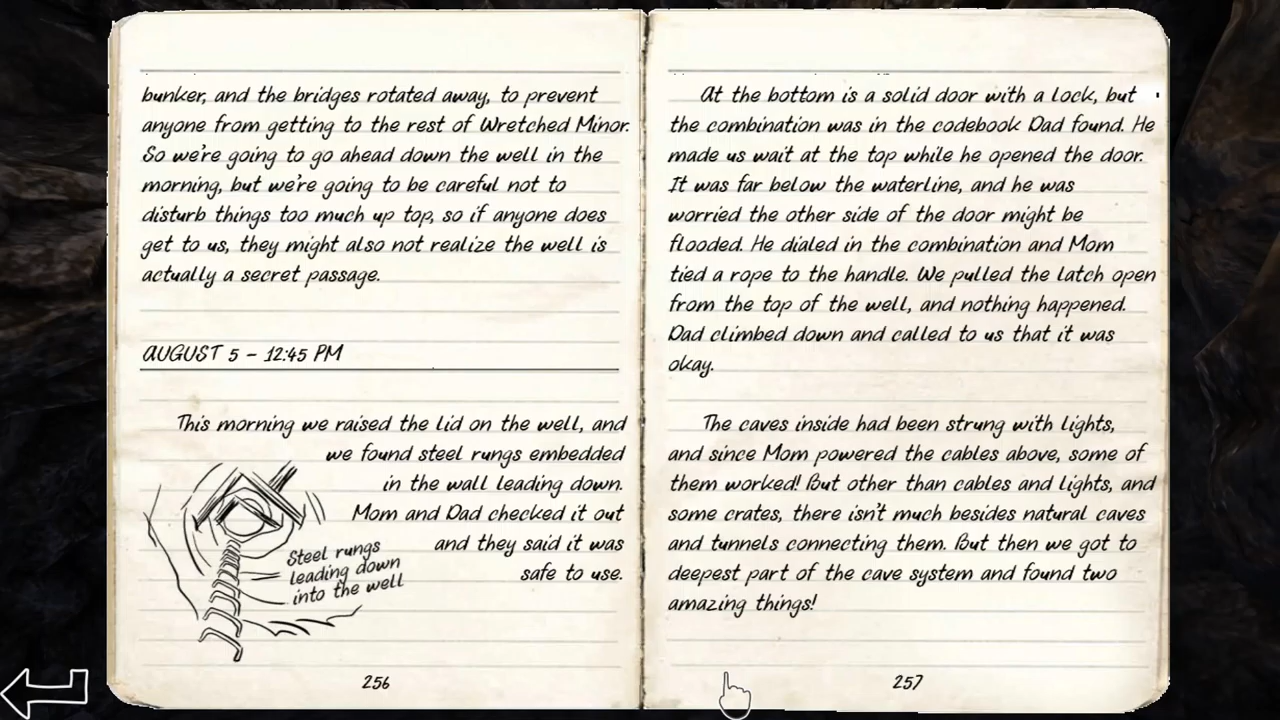 bunker, and the bridges rotated away, to prevent
anyone from getting to the rest of Wretched Minor.
So we're going to go ahead down the well in the
morning, but we're going to be careful not to
disturb things too much up top, so if anyone does
get to us, they might also not realize the well is
actually a secret passage.
AUGUST 5 - 12:45 PM
This morning we raised the lid on the well, and
we found steel rungs embedded
in the wall leading down.
Mom and Dad checked it out
and they said it was
safe to use.
Steel rungs
leading down
into the well
256
At the bottom is a solid door with a lock, but
the combination was in the codebook Dad found. He
made us wait at the top while he opened the door.
It was far below the waterline, and he was
worried the other side of the door might be
flooded. He dialed in the combination and Mom
tied a rope to the handle. We pulled the latch open
from the top of the well, and nothing happened.
Dad climbed down and called to us that it was
okay.
The caves inside had been strung with lights,
and since Mom powered the cables above, some of
them worked! But other than cables and lights, and
some crates, there isn't much besides natural caves
and tunnels connecting them. But then we got to
deepest part of the cave system and found two
amazing things!
257